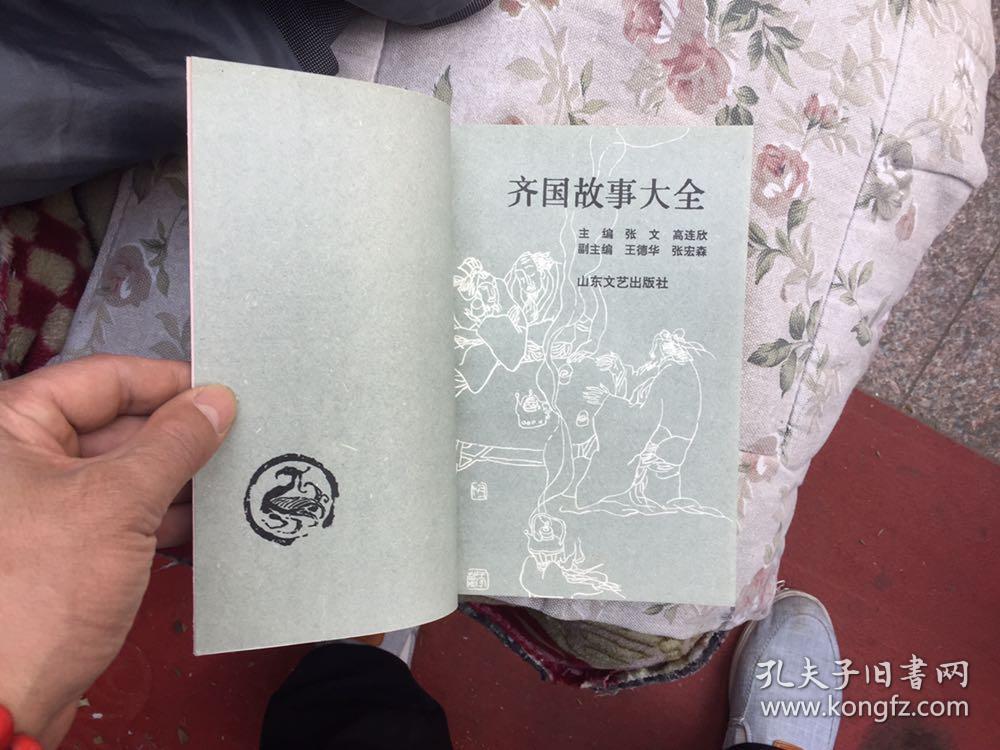 齐国故事大全
主 编 张 文 高连欣
副主编 王德华 张宏森
山东文艺出版社
孔夫子旧書网
www.kongfz.com